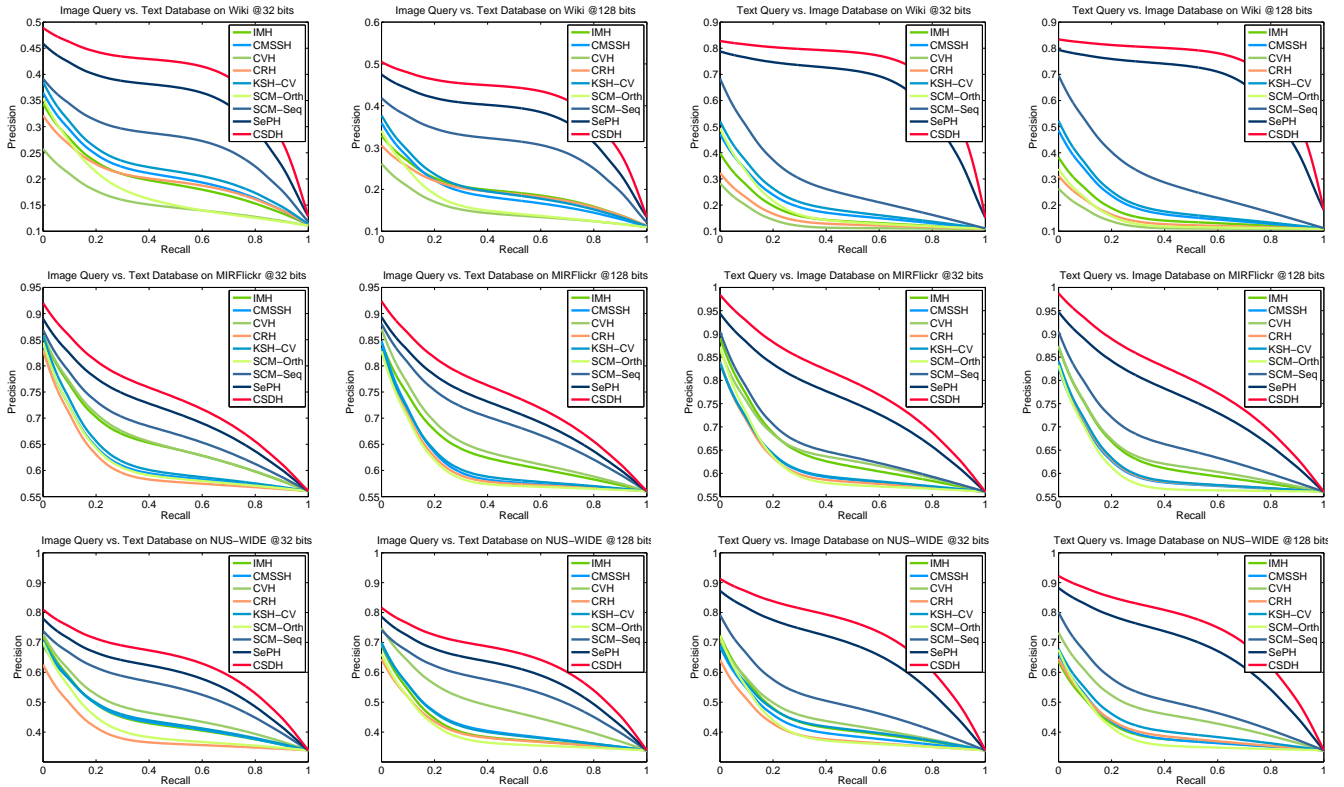 Image Query vs. Text Database on Wiki @32 bits
0.5
0.45
0.4
0.35
0.3
0.25
0.2
0.15
0.1
Precision
IMH
CMSSH
CVH
CRH
KSH−CV
SCM−Orth
SCM−Seq
SePH
CSDH
0 0.2 0.4 0.6 0.8 1
Recall
Image Query vs. Text Database on Wiki @128 bits
0.6
0.5
0.4
0.3
0.2
0.1
Precision
IMH
CMSSH
CVH
CRH
KSH−CV
SCM−Orth
SCM−Seq
SePH
CSDH
0 0.2 0.4 0.6 0.8 1
Recall
Text Query vs. Image Database on Wiki @32 bits
0.9
0.8
0.7
0.6
0.5
0.4
0.3
0.2
0.1
Precision
IMH
CMSSH
CVH
CRH
KSH−CV
SCM−Orth
SCM−Seq
SePH
CSDH
0 0.2 0.4 0.6 0.8 1
Recall
Text Query vs. Image Database on Wiki @128 bits
0.9
0.8
0.7
0.6
0.5
0.4
0.3
0.2
0.1
Precision
IMH
CMSSH
CVH
CRH
KSH−CV
SCM−Orth
SCM−Seq
SePH
CSDH
0 0.2 0.4 0.6 0.8 1
Recall
Image Query vs. Text Database on MIRFlickr @32 bits
0.95
0.9
0.85
0.8
0.75
0.7
0.65
0.6
0.55
Precision
IMH
CMSSH
CVH
CRH
KSH−CV
SCM−Orth
SCM−Seq
SePH
CSDH
0 0.2 0.4 0.6 0.8 1
Recall
Image Query vs. Text Database on MIRFlickr @128 bits
0.95
0.9
0.85
0.8
0.75
0.7
0.65
0.6
0.55
Precision
IMH
CMSSH
CVH
CRH
KSH−CV
SCM−Orth
SCM−Seq
SePH
CSDH
0 0.2 0.4 0.6 0.8 1
Recall
Text Query vs. Image Database on MIRFlickr @32 bits
1
0.95
0.9
0.85
0.8
0.75
0.7
0.65
0.6
0.55
Precision
IMH
CMSSH
CVH
CRH
KSH−CV
SCM−Orth
SCM−Seq
SePH
CSDH
0 0.2 0.4 0.6 0.8 1
Recall
Text Query vs. Image Database on MIRFlickr @128 bits
1
0.95
0.9
0.85
0.8
0.75
0.7
0.65
0.6
0.55
Precision
IMH
CMSSH
CVH
CRH
KSH−CV
SCM−Orth
SCM−Seq
SePH
CSDH
0 0.2 0.4 0.6 0.8 1
Recall
Image Query vs. Text Database on NUS−WIDE @32 bits
1
0.9
0.8
0.7
0.6
0.5
0.4
Precision
IMH
CMSSH
CVH
CRH
KSH−CV
SCM−Orth
SCM−Seq
SePH
CSDH
0 0.2 0.4 0.6 0.8 1
Recall
Image Query vs. Text Database on NUS−WIDE @128 bits
1
0.9
0.8
0.7
0.6
0.5
0.4
Precision
IMH
CMSSH
CVH
CRH
KSH−CV
SCM−Orth
SCM−Seq
SePH
CSDH
0 0.2 0.4 0.6 0.8 1
Recall
Text Query vs. Image Database on NUS−WIDE @32 bits
1
0.9
0.8
0.7
0.6
0.5
0.4
Precision
IMH
CMSSH
CVH
CRH
KSH−CV
SCM−Orth
SCM−Seq
SePH
CSDH
0 0.2 0.4 0.6 0.8 1
Recall
Text Query vs. Image Database on NUS−WIDE @128 bits
1
0.9
0.8
0.7
0.6
0.5
0.4
Precision
IMH
CMSSH
CVH
CRH
KSH−CV
SCM−Orth
SCM−Seq
SePH
CSDH
0 0.2 0.4 0.6 0.8 1
Recall